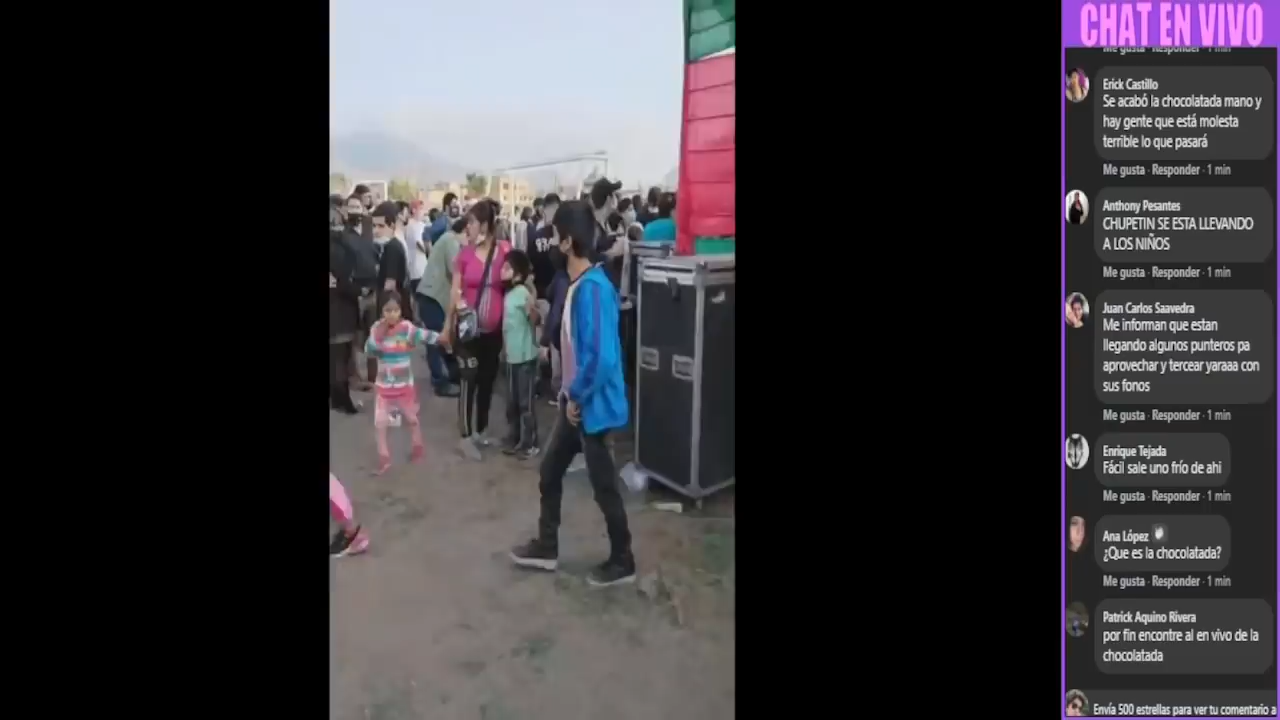 CHAT EN VIVO
Me gusta · Responder · 1 min
Erick Castillo
Se acabó la chocolatada mano y
hay gente que está molesta
terrible lo que pasará
Me gusta · Responder · 1 min
Anthony Pesantes
CHUPETIN SE ESTA LLEVANDO
A LOS NIÑOS
Me gusta · Responder · 1 min
Juan Carlos Saavedra
Me informan que estan
llegando algunos punteros pa
aprovechar y tercear yaraaa con
sus fonos
Me gusta · Responder · 1 min
Enrique Tejada
Fácil sale uno frío de ahi
Me gusta · Responder · 1 min
Ana López
¿Que es la chocolatada?
Me gusta · Responder · 1 min
Patrick Aquino Rivera
por fin encontre al en vivo de la
chocolatada
Envía 500 estrellas para ver tu comentario a